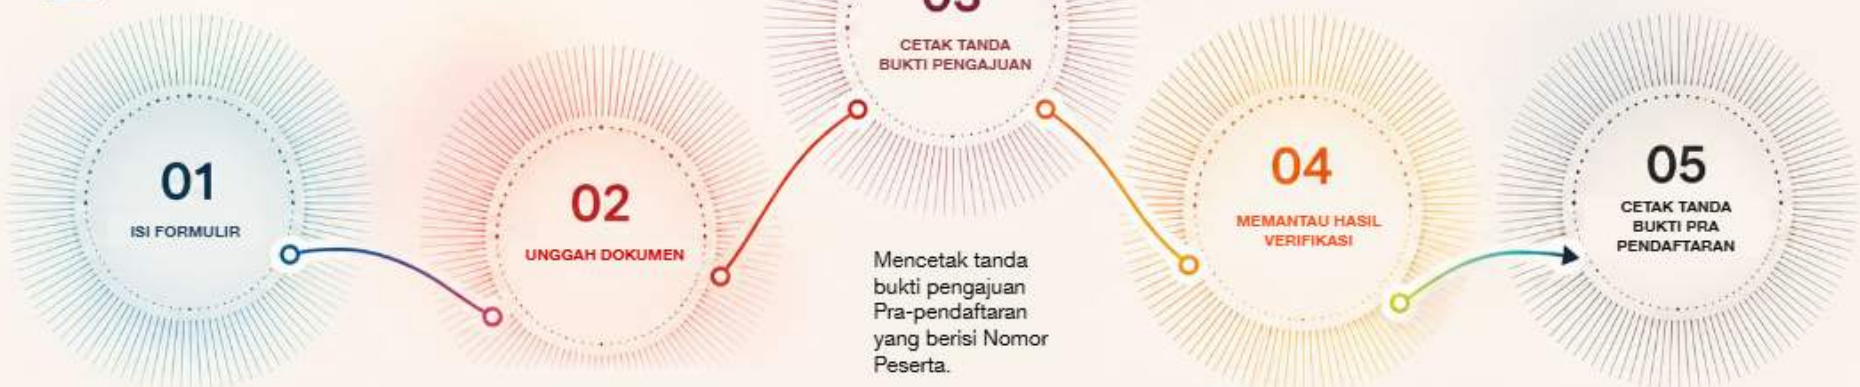 01
ISI FORMULIR
02
UNGGAH DOKUMEN
03
CETAK TANDA
BUKTI PENGAJUAN
Mencetak tanda
bukti pengajuan
Pra-pendaftaran
yang berisi Nomor
Peserta.
04
MEMANTAU HASIL
VERIFIKASI
05
CETAK TANDA
BUKTI PRA
PENDAFTARAN